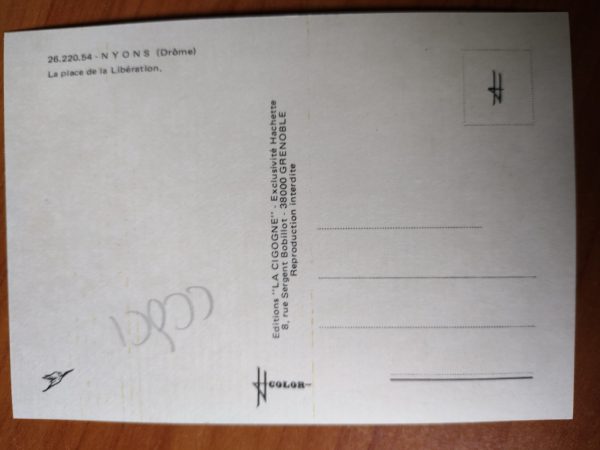 26.220.54 - NYONS (Drôme)
La place de la Libération.
Editions "LA CIGOGNE" - Exclusivité Hachette
8, rue Sergent Bobillot - 38000 GRENOBLE
Reproduction interdite
COLOR